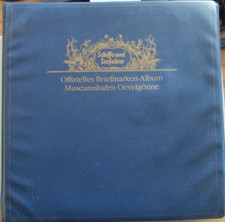 Schiffe und
Seefahrer
Offizielles Briefmarken-Album
Museumshafen Oevelgönne